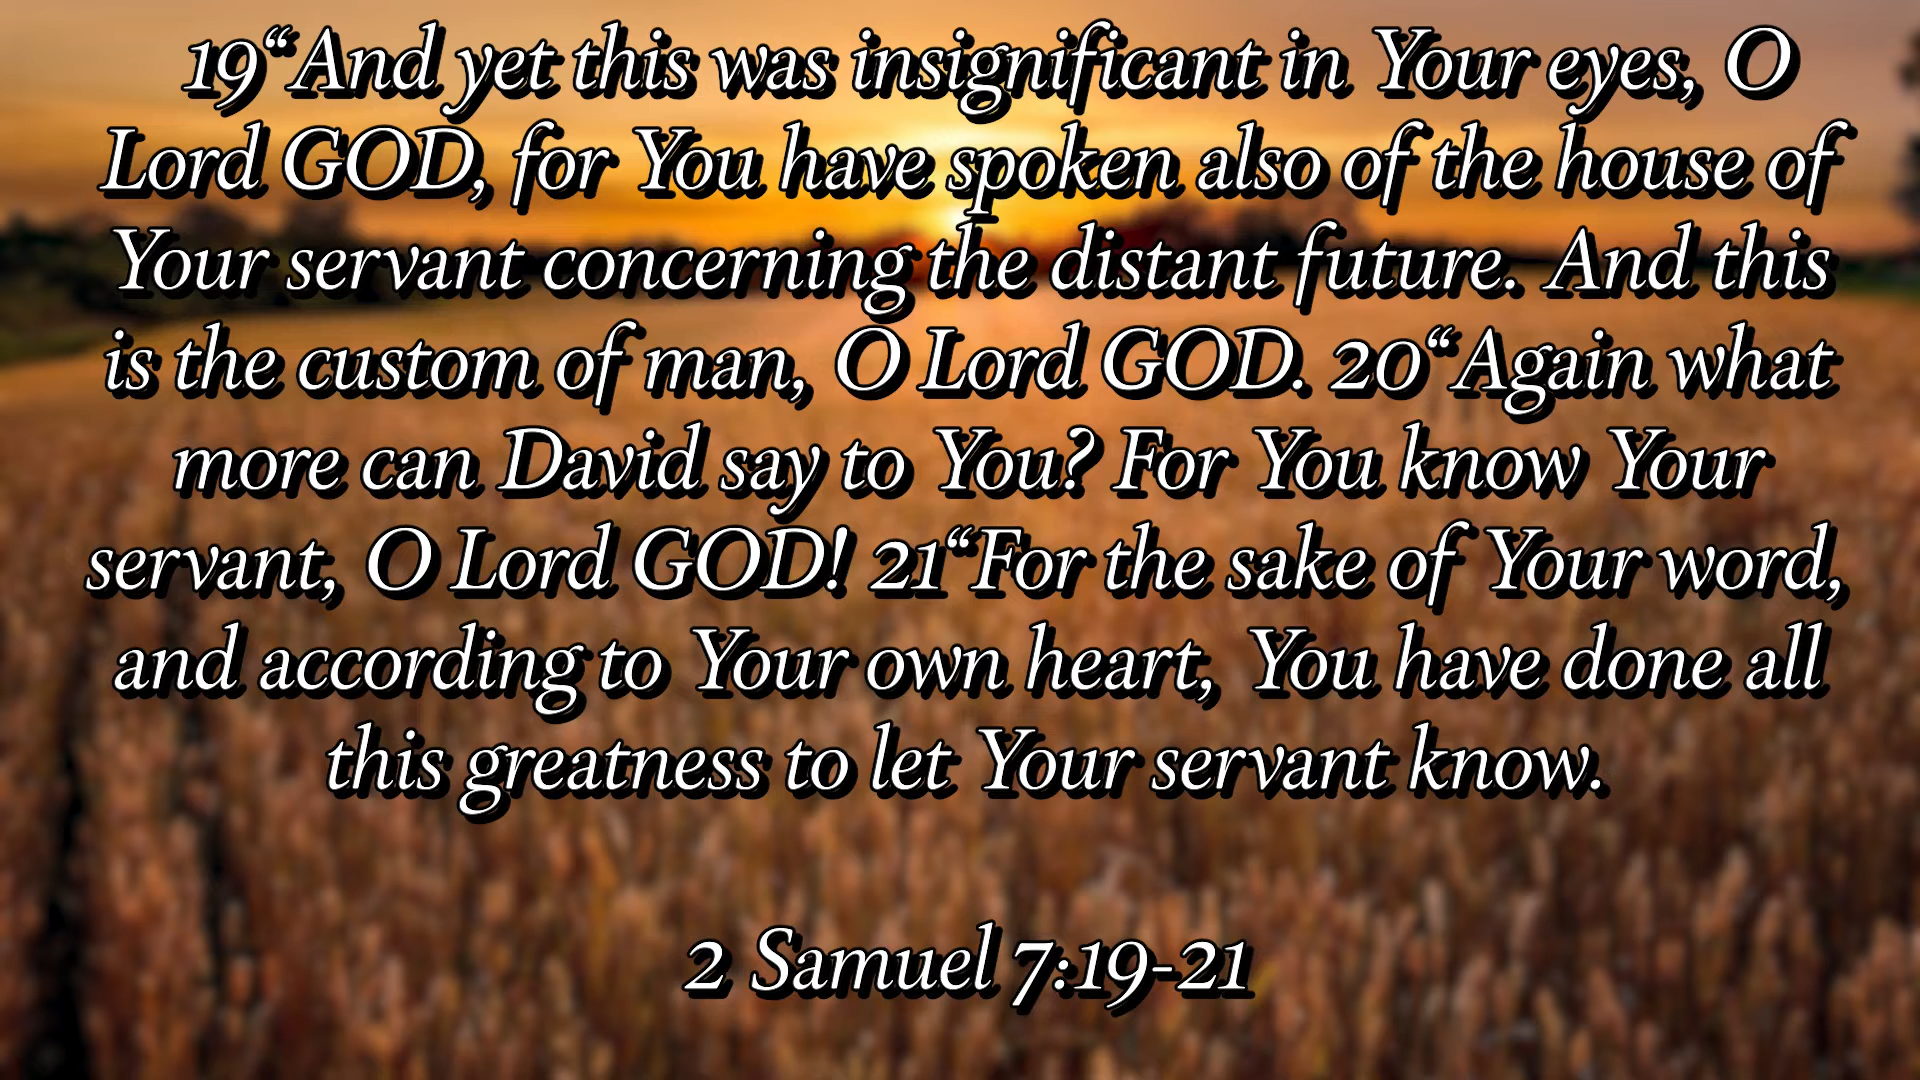 19“And yet this was insignificant in Your eyes, O
Lord GOD, for You have spoken also of the house of
Your servant concerning the distant future. And this
is the custom of man, O Lord GOD. 20“Again what
more can David say to You? For You know Your
servant, O Lord GOD! 21“For the sake of Your word,
and according to Your own heart, You have done all
this greatness to let Your servant know.
2 Samuel 7:19-21